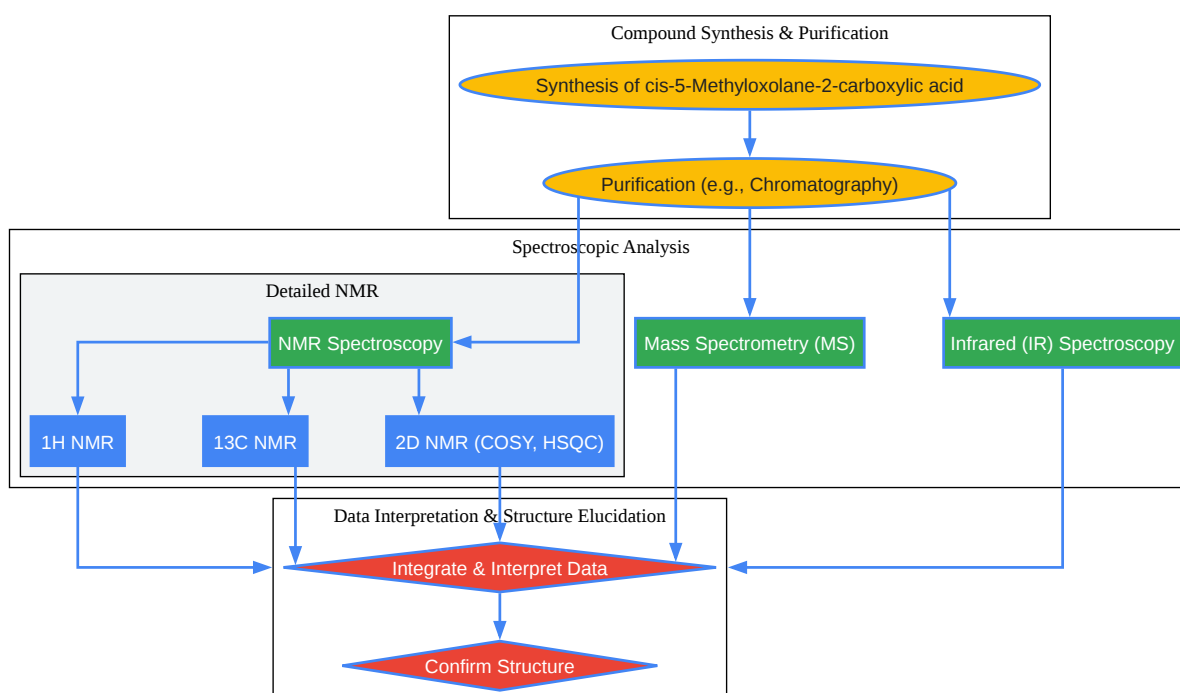 Compound Synthesis & Purification
Synthesis of cis-5-Methyloxolane-2-carboxylic acid
Purification (e.g., Chromatography)
Spectroscopic Analysis
Detailed NMR
NMR Spectroscopy
Mass Spectrometry (MS)
Infrared (IR) Spectroscopy
1H NMR
13C NMR
2D NMR (COSY, HSQC)
Data Interpretation & Structure Elucidation
Integrate & Interpret Data
Confirm Structure